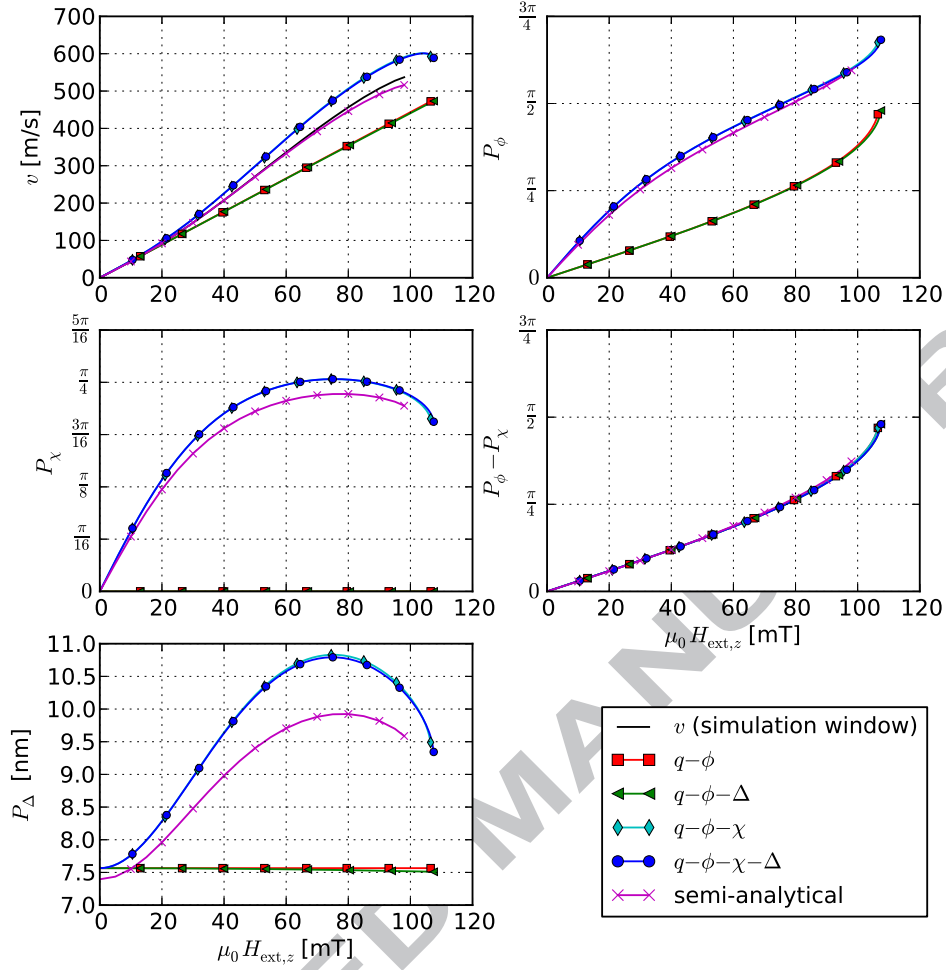 700
600
500
400
300
200
100
0
v [m/s]
0 20 40 60 80 100 120
3π/4
π/2
π/4
0
P_ϕ
0 20 40 60 80 100 120
5π/16
π/4
3π/16
π/8
π/16
0
P_χ
0 20 40 60 80 100 120
3π/4
π/2
π/4
0
P_ϕ−P_χ
0 20 40 60 80 100 120
μ₀H_ext,z [mT]
11.0
10.5
10.0
9.5
9.0
8.5
8.0
7.5
7.0
P_Δ [nm]
0 20 40 60 80 100 120
μ₀H_ext,z [mT]
v (simulation window)
q−ϕ
q−ϕ−Δ
q−ϕ−χ
q−ϕ−χ−Δ
semi-analytical